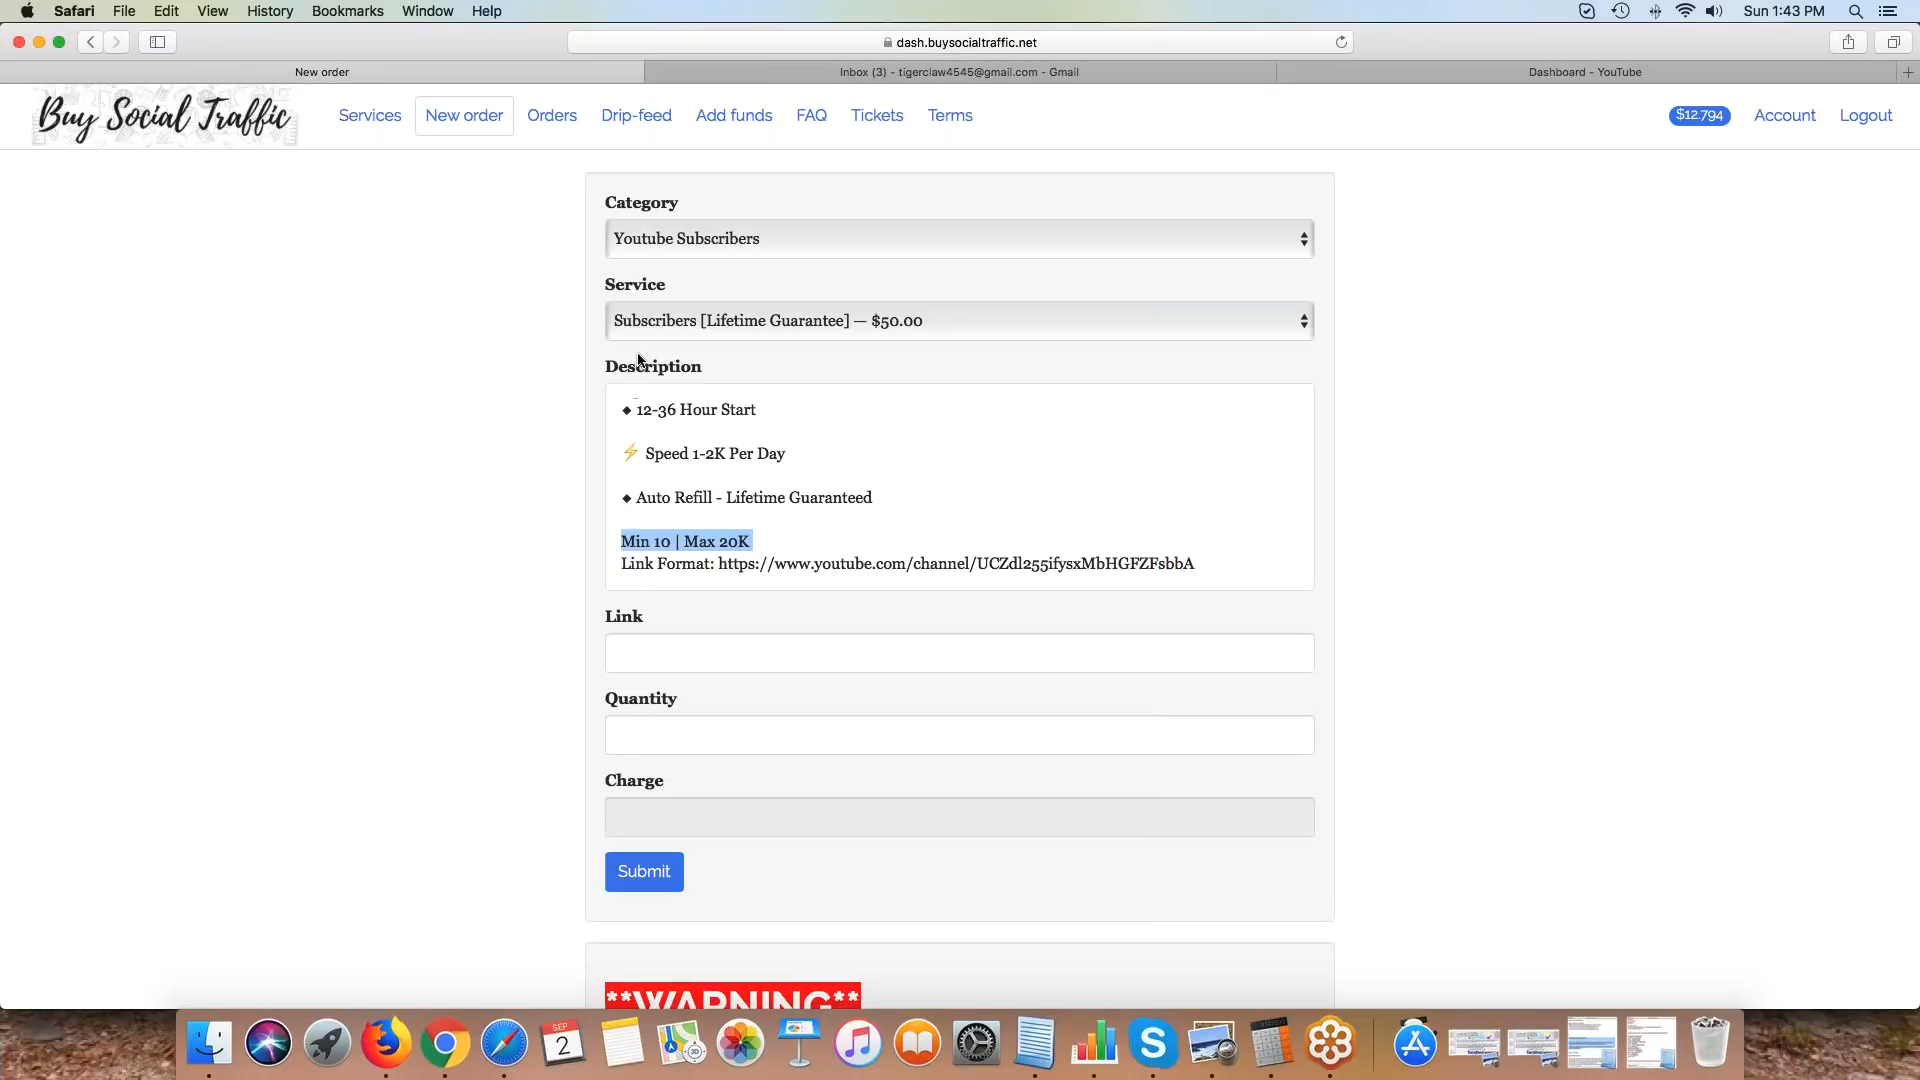 Safari File Edit View History Bookmarks Window Help Sun 1:43 PM
dash.buysocialtraffic.net
New order Inbox (3) - tigerclaw4545@gmail.com - Gmail Dashboard - YouTube
Buy Social Traffic Services New order Orders Drip-feed Add funds FAQ Tickets Terms $12.794 Account Logout
Category
Youtube Subscribers
Service
Subscribers [Lifetime Guarantee] — $50.00
Description
◆ 12-36 Hour Start
⚡ Speed 1-2K Per Day
◆ Auto Refill - Lifetime Guaranteed
Min 10 | Max 20K
Link Format: https://www.youtube.com/channel/UCZdl255ifysxMbHGFZFsbbA
Link
Quantity
Charge
Submit
**WARNING**
SEP
2
3D